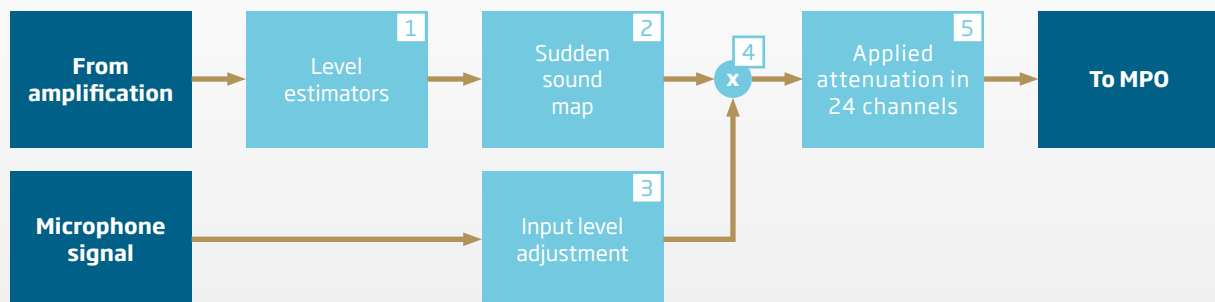 From
amplification
1
Level
estimators
2
Sudden
sound
map
4
x
5
Applied
attenuation in
24 channels
To MPO
Microphone
signal
3
Input level
adjustment